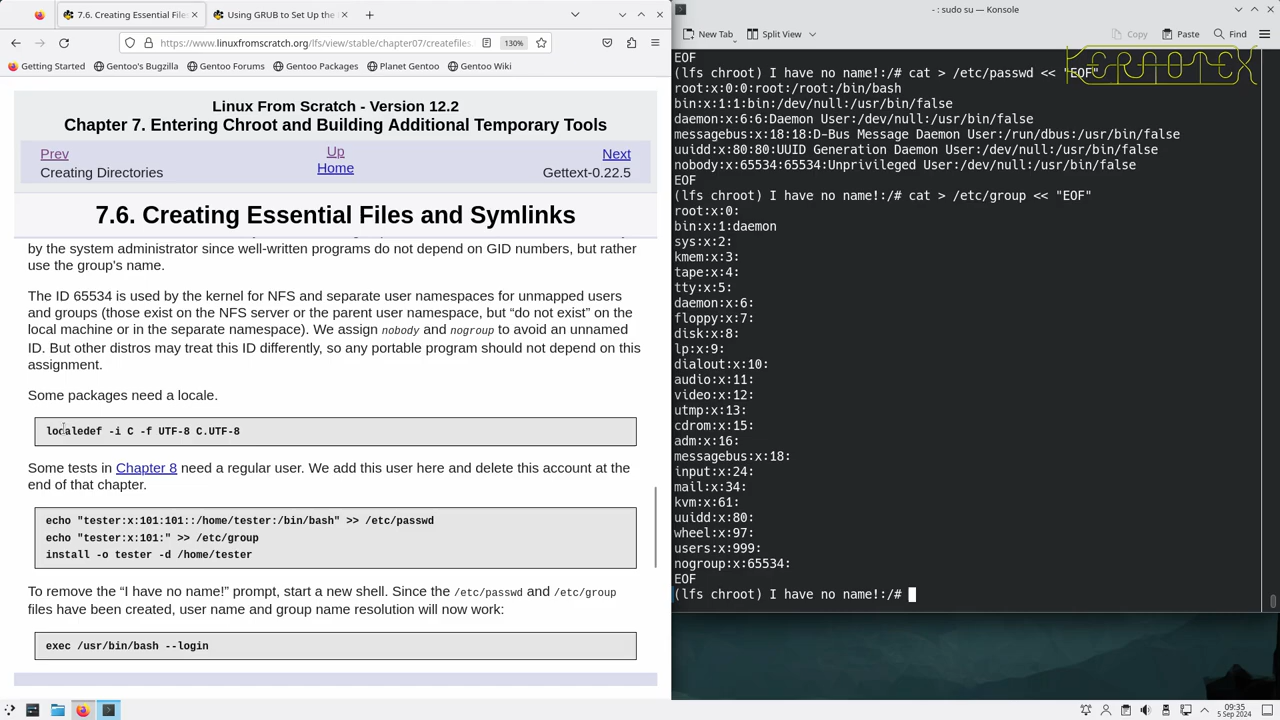 7.6. Creating Essential Files
Using GRUB to Set Up the
https://www.linuxfromscratch.org/lfs/view/stable/chapter07/createfiles.
130%
Getting Started
Gentoo's Bugzilla
Gentoo Forums
Gentoo Packages
Planet Gentoo
Gentoo Wiki
Linux From Scratch - Version 12.2
Chapter 7. Entering Chroot and Building Additional Temporary Tools
Prev
Up
Next
Creating Directories
Home
Gettext-0.22.5
7.6. Creating Essential Files and Symlinks
by the system administrator since well-written programs do not depend on GID numbers, but rather
use the group's name.
The ID 65534 is used by the kernel for NFS and separate user namespaces for unmapped users
and groups (those exist on the NFS server or the parent user namespace, but “do not exist” on the
local machine or in the separate namespace). We assign nobody and nogroup to avoid an unnamed
ID. But other distros may treat this ID differently, so any portable program should not depend on this
assignment.
Some packages need a locale.
localedef -i C -f UTF-8 C.UTF-8
Some tests in Chapter 8 need a regular user. We add this user here and delete this account at the
end of that chapter.
echo "tester:x:101:101::/home/tester:/bin/bash" >> /etc/passwd
echo "tester:x:101:" >> /etc/group
install -o tester -d /home/tester
To remove the “I have no name!” prompt, start a new shell. Since the /etc/passwd and /etc/group
files have been created, user name and group name resolution will now work:
exec /usr/bin/bash --login
- : sudo su — Konsole
New Tab
Split View
Copy
Paste
Find
KERNOTEX
EOF
(lfs chroot) I have no name!:/# cat > /etc/passwd << "EOF"
root:x:0:0:root:/root:/bin/bash
bin:x:1:1:bin:/dev/null:/usr/bin/false
daemon:x:6:6:Daemon User:/dev/null:/usr/bin/false
messagebus:x:18:18:D-Bus Message Daemon User:/run/dbus:/usr/bin/false
uuidd:x:80:80:UUID Generation Daemon User:/dev/null:/usr/bin/false
nobody:x:65534:65534:Unprivileged User:/dev/null:/usr/bin/false
EOF
(lfs chroot) I have no name!:/# cat > /etc/group << "EOF"
root:x:0:
bin:x:1:daemon
sys:x:2:
kmem:x:3:
tape:x:4:
tty:x:5:
daemon:x:6:
floppy:x:7:
disk:x:8:
lp:x:9:
dialout:x:10:
audio:x:11:
video:x:12:
utmp:x:13:
cdrom:x:15:
adm:x:16:
messagebus:x:18:
input:x:24:
mail:x:34:
kvm:x:61:
uuidd:x:80:
wheel:x:97:
users:x:999:
nogroup:x:65534:
EOF
(lfs chroot) I have no name!:/#
09:35
5 Sep 2024